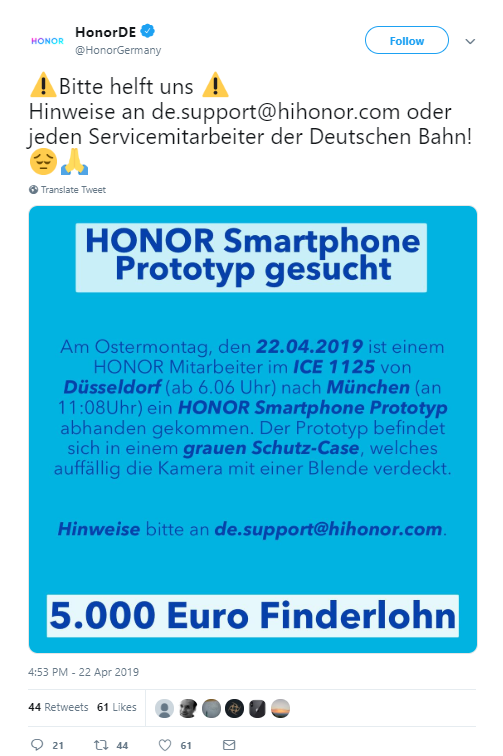 HONOR
HonorDE
@HonorGermany
Follow
⚠️Bitte helft uns ⚠️
Hinweise an de.support@hihonor.com oder
jeden Servicemitarbeiter der Deutschen Bahn!
😔🙏
Translate Tweet
HONOR Smartphone
Prototyp gesucht
Am Ostermontag, den 22.04.2019 ist einem
HONOR Mitarbeiter im ICE 1125 von
Düsseldorf (ab 6.06 Uhr) nach München (an
11:08Uhr) ein HONOR Smartphone Prototyp
abhanden gekommen. Der Prototyp befindet
sich in einem grauen Schutz-Case, welches
auffällig die Kamera mit einer Blende verdeckt.
Hinweise bitte an de.support@hihonor.com.
5.000 Euro Finderlohn
4:53 PM - 22 Apr 2019
44 Retweets 61 Likes
21 44 61